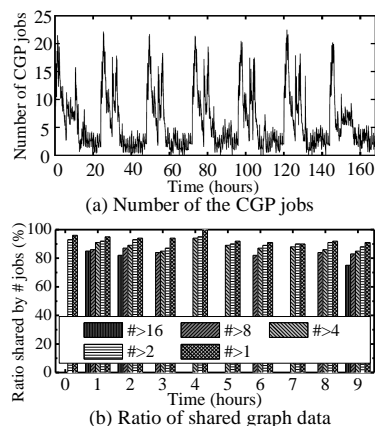 25
20
15
10
5
0
Number of CGP jobs
0 20 40 60 80 100 120 140 160
Time (hours)
(a) Number of the CGP jobs
100
80
60
40
20
0
Ratio shared by # jobs (%)
#>16 #>8 #>4
#>2 #>1
0 1 2 3 4 5 6 7 8 9
Time (hours)
(b) Ratio of shared graph data